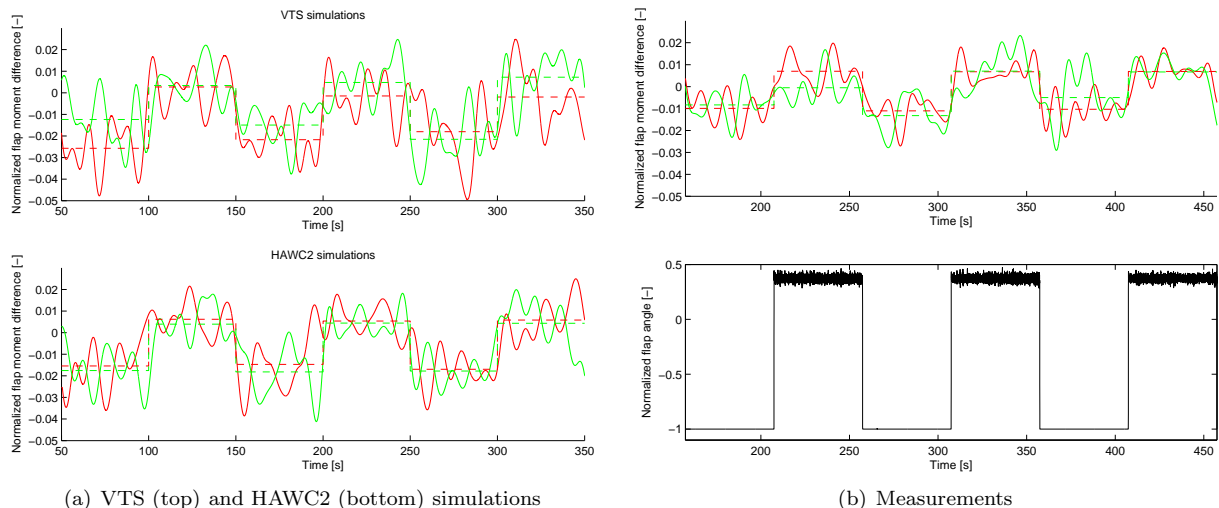 VTS simulations
Normalized flap moment difference [−]
0.02
0.01
0
−0.01
−0.02
−0.03
−0.04
−0.05
50 100 150 200 250 300 350
Time [s]
HAWC2 simulations
Normalized flap moment difference [−]
0.02
0.01
0
−0.01
−0.02
−0.03
−0.04
−0.05
50 100 150 200 250 300 350
Time [s]
(a) VTS (top) and HAWC2 (bottom) simulations
Normalized flap moment difference [−]
0.02
0.01
0
−0.01
−0.02
−0.03
−0.04
−0.05
200 250 300 350 400 450
Time [s]
Normalized flap angle [−]
0.5
0
−0.5
−1
200 250 300 350 400 450
Time [s]
(b) Measurements